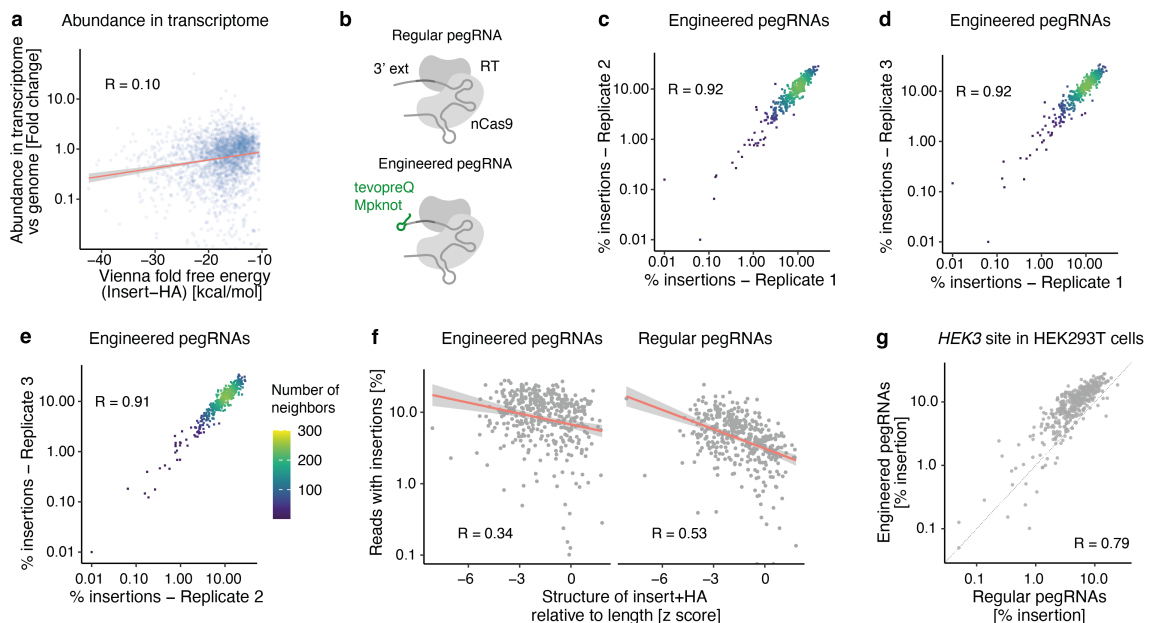 a
Abundance in transcriptome
Abundance in transcriptome
vs genome [Fold change]
10.0
1.0
0.1
R = 0.10
−40
−30
−20
−10
Vienna fold free energy
(Insert−HA) [kcal/mol]
b
Regular pegRNA
3’ ext
RT
nCas9
Engineered pegRNA
tevopreQ
Mpknot
c
Engineered pegRNAs
% insertions − Replicate 2
10.00
1.00
0.10
0.01
R = 0.92
0.01
0.10
1.00
10.00
% insertions − Replicate 1
d
Engineered pegRNAs
% insertions − Replicate 3
10.00
1.00
0.10
0.01
R = 0.92
0.01
0.10
1.00
10.00
% insertions − Replicate 1
e
Engineered pegRNAs
% insertions − Replicate 3
10.00
1.00
0.10
0.01
R = 0.91
0.01
0.10
1.00
10.00
% insertions − Replicate 2
Number of
neighbors
300
200
100
f
Engineered pegRNAs
Regular pegRNAs
Reads with insertions [%]
10.0
1.0
0.1
R = 0.34
R = 0.53
−6
−3
0
−6
−3
0
Structure of insert+HA
relative to length [z score]
g
HEK3 site in HEK293T cells
Engineered pegRNAs
[% insertion]
10.0
1.0
0.1
R = 0.79
0.1
1.0
10.0
Regular pegRNAs
[% insertion]